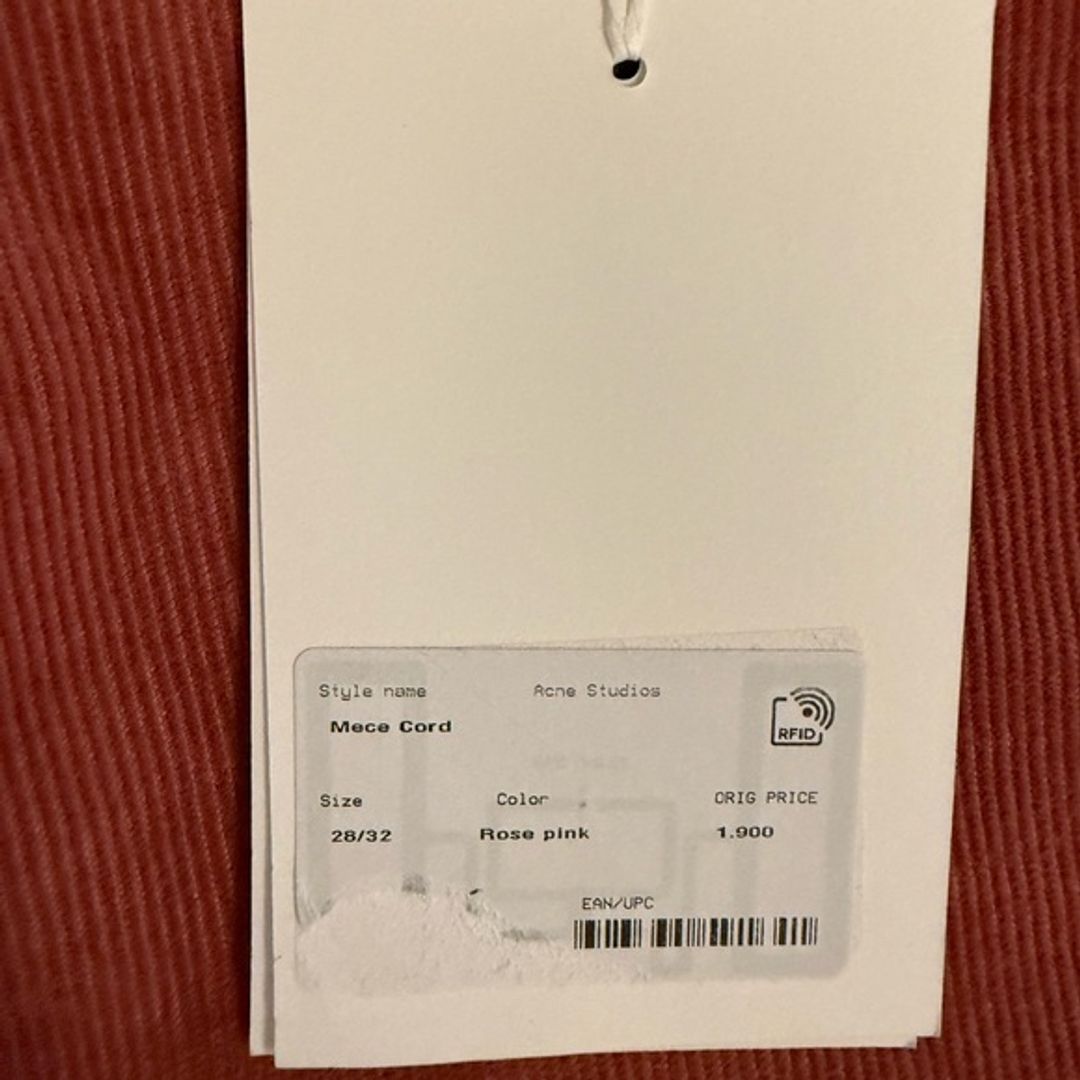 Style name Acne Studios
Mece Cord
RFID
Size Color ORIG PRICE
28/32 Rose pink 1.900
EAN/UPC